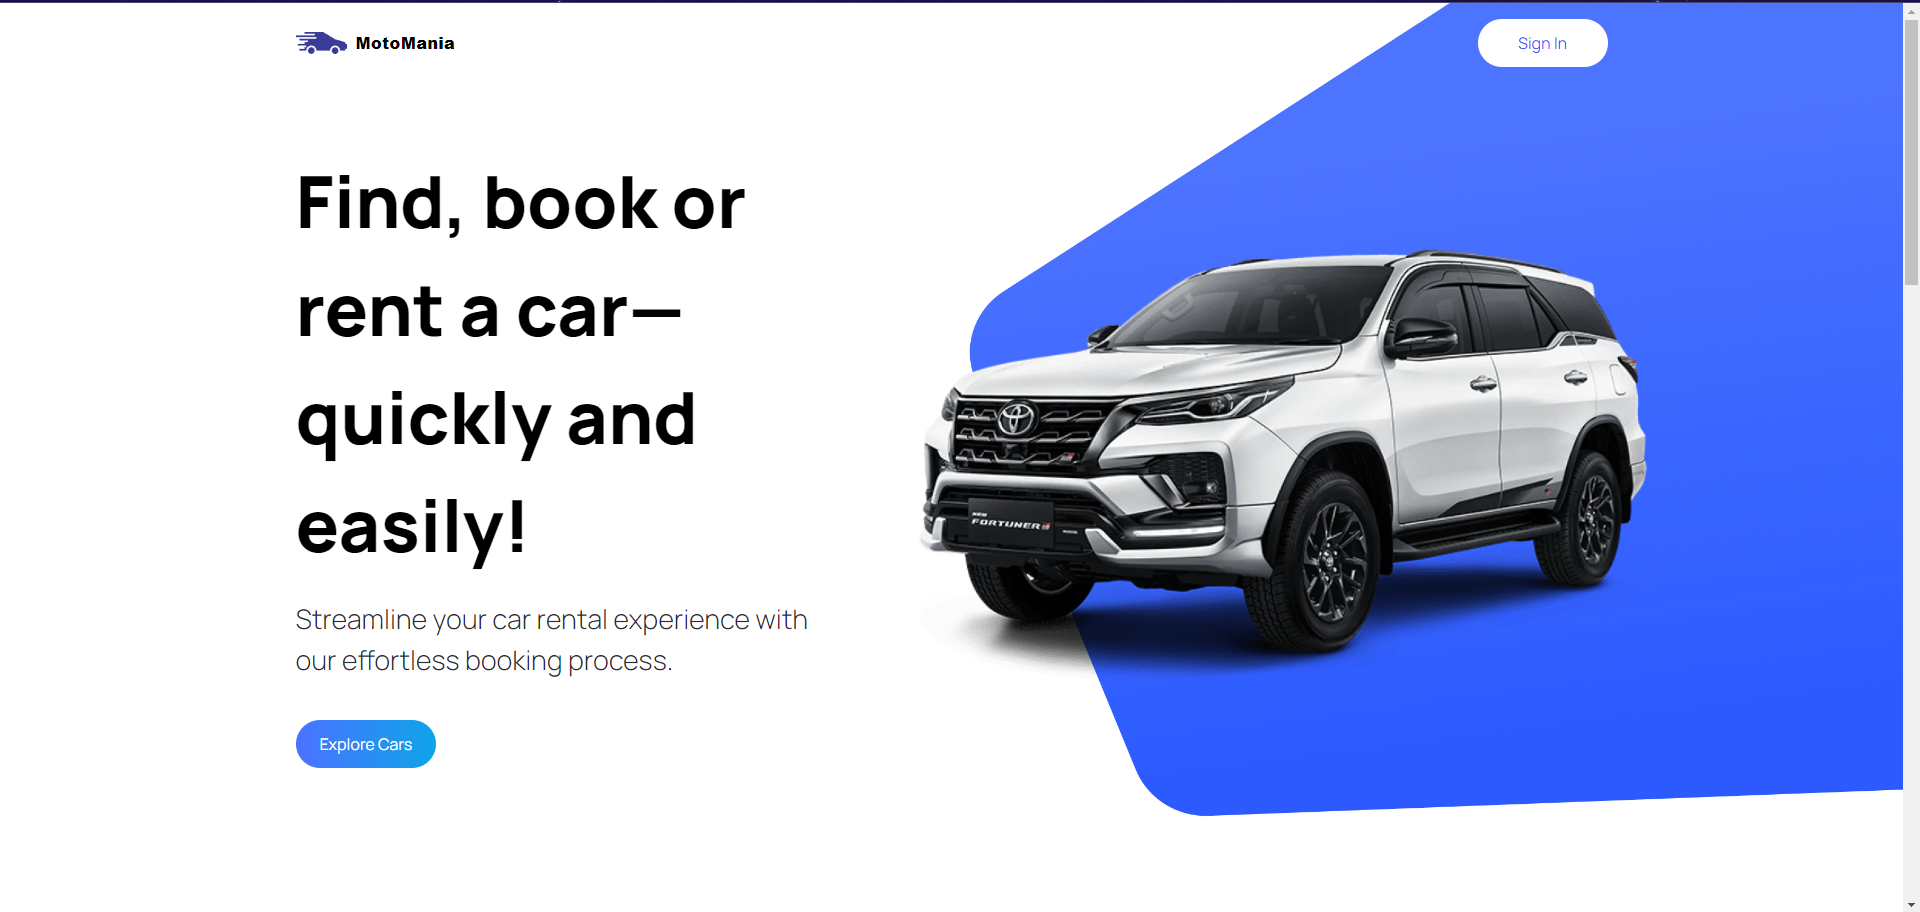 MotoMania
Sign In
Find, book or
rent a car—
quickly and
easily!
Streamline your car rental experience with
our effortless booking process.
Explore Cars
NEW
FORTUNER